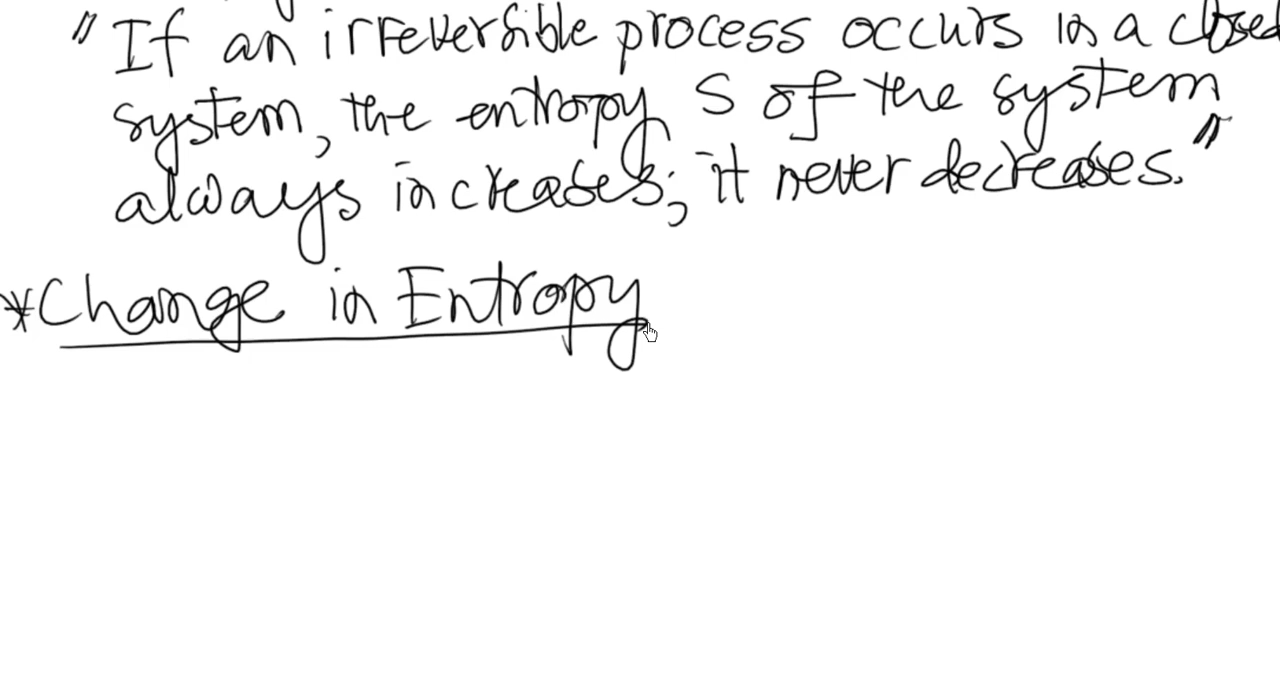 "If an irreversible process occurs in a closed
system, the entropy S of the system
always increases; it never decreases."
*Change in Entropy